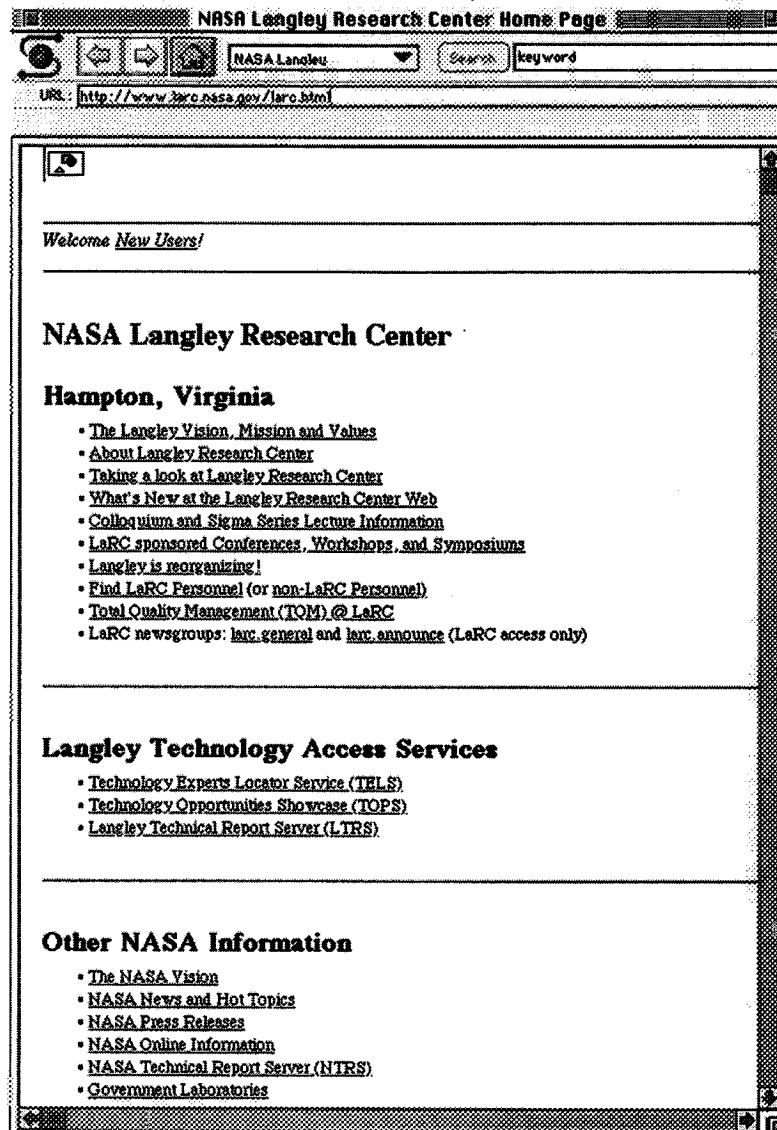 NASA Langley Research Center Home Page
NASA Langley Search keyword
URL: http://www.larc.nasa.gov/larc.html
Welcome New Users!
NASA Langley Research Center
Hampton, Virginia
• The Langley Vision, Mission and Values
• About Langley Research Center
• Taking a look at Langley Research Center
• What's New at the Langley Research Center Web
• Colloquium and Sigma Series Lecture Information
• LaRC sponsored Conferences, Workshops, and Symposiums
• Langley is reorganizing!
• Find LaRC Personnel (or non-LaRC Personnel)
• Total Quality Management (TQM) @ LaRC
• LaRC newsgroups: larc.general and larc.announce (LaRC access only)
Langley Technology Access Services
• Technology Experts Locator Service (TELS)
• Technology Opportunities Showcase (TOPS)
• Langley Technical Report Server (LTRS)
Other NASA Information
• The NASA Vision
• NASA News and Hot Topics
• NASA Press Releases
• NASA Online Information
• NASA Technical Report Server (NTRS)
• Government Laboratories